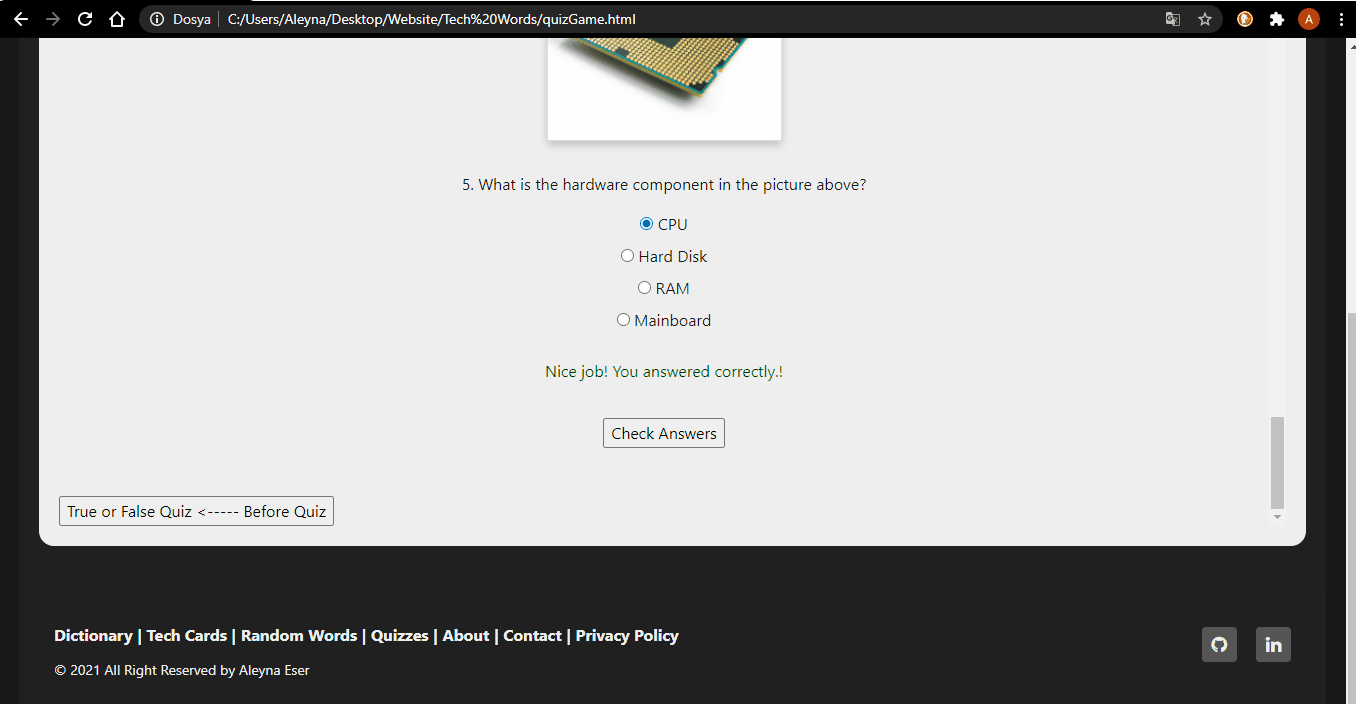 Dosya C:/Users/Aleyna/Desktop/Website/Tech%20Words/quizGame.html
A
5. What is the hardware component in the picture above?
CPU
Hard Disk
RAM
Mainboard
Nice job! You answered correctly.!
Check Answers
True or False Quiz <----- Before Quiz
Dictionary | Tech Cards | Random Words | Quizzes | About | Contact | Privacy Policy
in
© 2021 All Right Reserved by Aleyna Eser